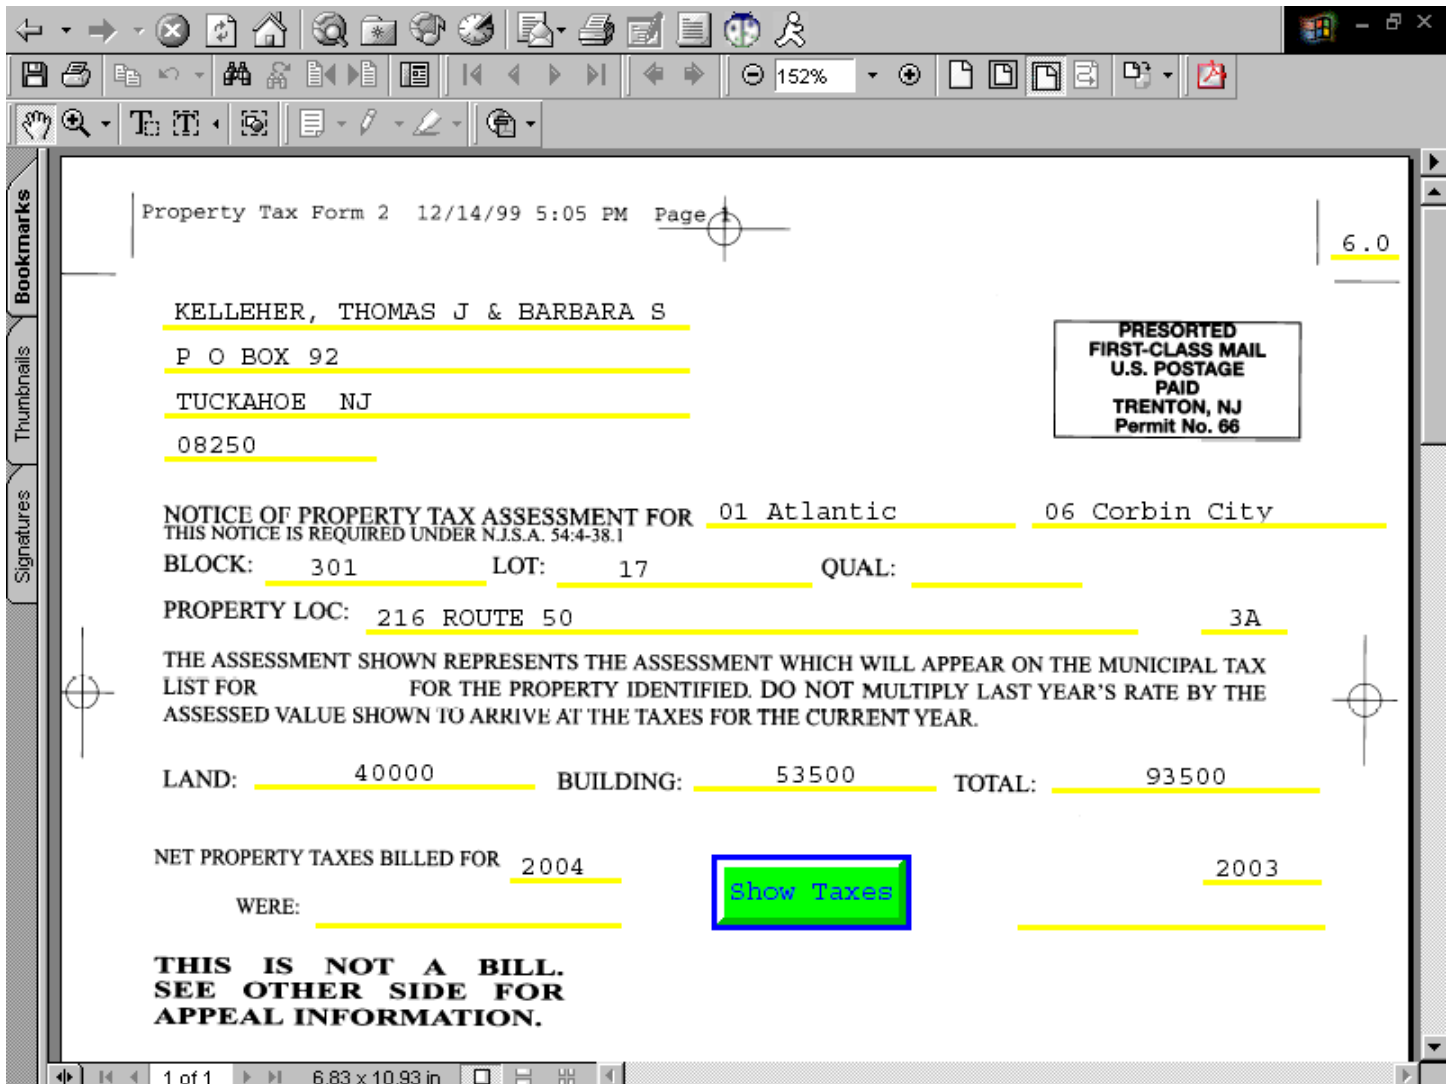 152%
Bookmarks
Thumbnails
Signatures
Property Tax Form 2 12/14/99 5:05 PM Page 1
6.0
KELLEHER, THOMAS J & BARBARA S
P O BOX 92
TUCKAHOE NJ
08250
PRESORTED
FIRST-CLASS MAIL
U.S. POSTAGE
PAID
TRENTON, NJ
Permit No. 66
NOTICE OF PROPERTY TAX ASSESSMENT FOR 01 Atlantic 06 Corbin City
THIS NOTICE IS REQUIRED UNDER N.J.S.A. 54:4-38.1
BLOCK: 301 LOT: 17 QUAL:
PROPERTY LOC: 216 ROUTE 50 3A
THE ASSESSMENT SHOWN REPRESENTS THE ASSESSMENT WHICH WILL APPEAR ON THE MUNICIPAL TAX
LIST FOR FOR THE PROPERTY IDENTIFIED. DO NOT MULTIPLY LAST YEAR'S RATE BY THE
ASSESSED VALUE SHOWN TO ARRIVE AT THE TAXES FOR THE CURRENT YEAR.
LAND: 40000 BUILDING: 53500 TOTAL: 93500
NET PROPERTY TAXES BILLED FOR 2004 Show Taxes 2003
WERE:
THIS IS NOT A BILL.
SEE OTHER SIDE FOR
APPEAL INFORMATION.
1 of 1 6.83 x 10.93 in